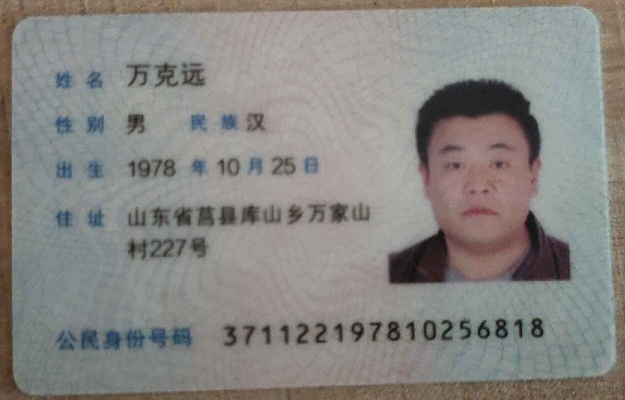 姓名 万克远
性别 男 民族 汉
出生 1978 年 10 月 25 日
住址 山东省莒县库山乡万家山
村227号
公民身份号码 371122197810256818